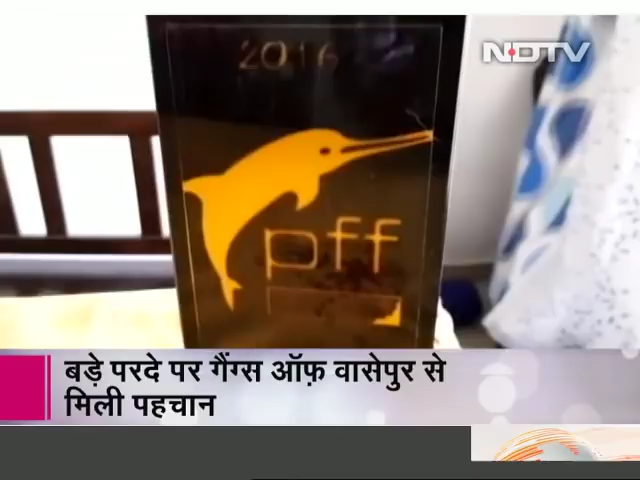 2016
NDTV
pff
बड़े परदे पर गैंग्स ऑफ़ वासेपुर से
मिली पहचान